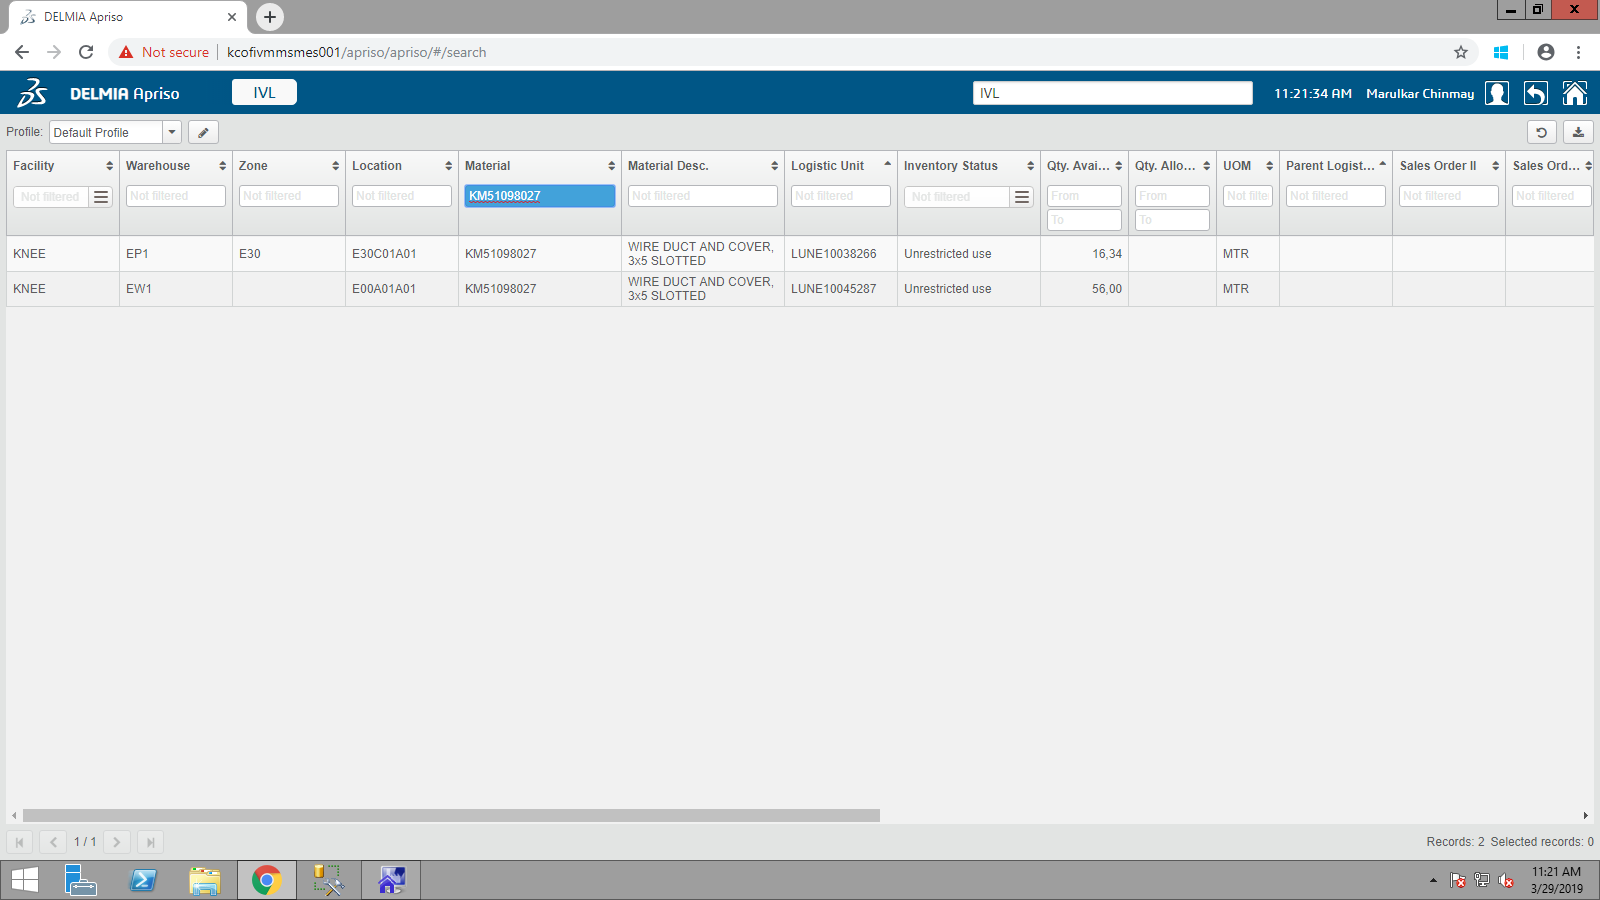 DELMIA Apriso
Not secure kcofivmmsmes001/apriso/apriso/#/search
DELMIA Apriso IVL IVL 11:21:34 AM Marulkar Chinmay
Profile: Default Profile
Facility Warehouse Zone Location Material Material Desc. Logistic Unit Inventory Status Qty. Avai... Qty. Allo... UOM Parent Logist... Sales Order II Sales Ord...
Not filtered Not filtered Not filtered Not filtered KM51098027 Not filtered Not filtered Not filtered From From Not filte Not filtered Not filtered Not filtered
To To
KNEE EP1 E30 E30C01A01 KM51098027 WIRE DUCT AND COVER, LUNE10038266 Unrestricted use 16,34 MTR
3x5 SLOTTED
KNEE EW1 E00A01A01 KM51098027 WIRE DUCT AND COVER, LUNE10045287 Unrestricted use 56,00 MTR
3x5 SLOTTED
1 / 1 Records: 2 Selected records: 0
11:21 AM
3/29/2019